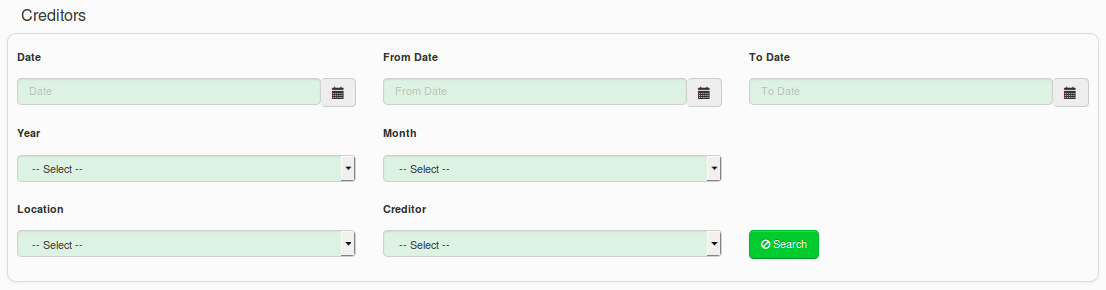 Creditors
Date From Date To Date
Date From Date To Date
Year Month
-- Select -- -- Select --
Location Creditor
-- Select -- -- Select -- Search